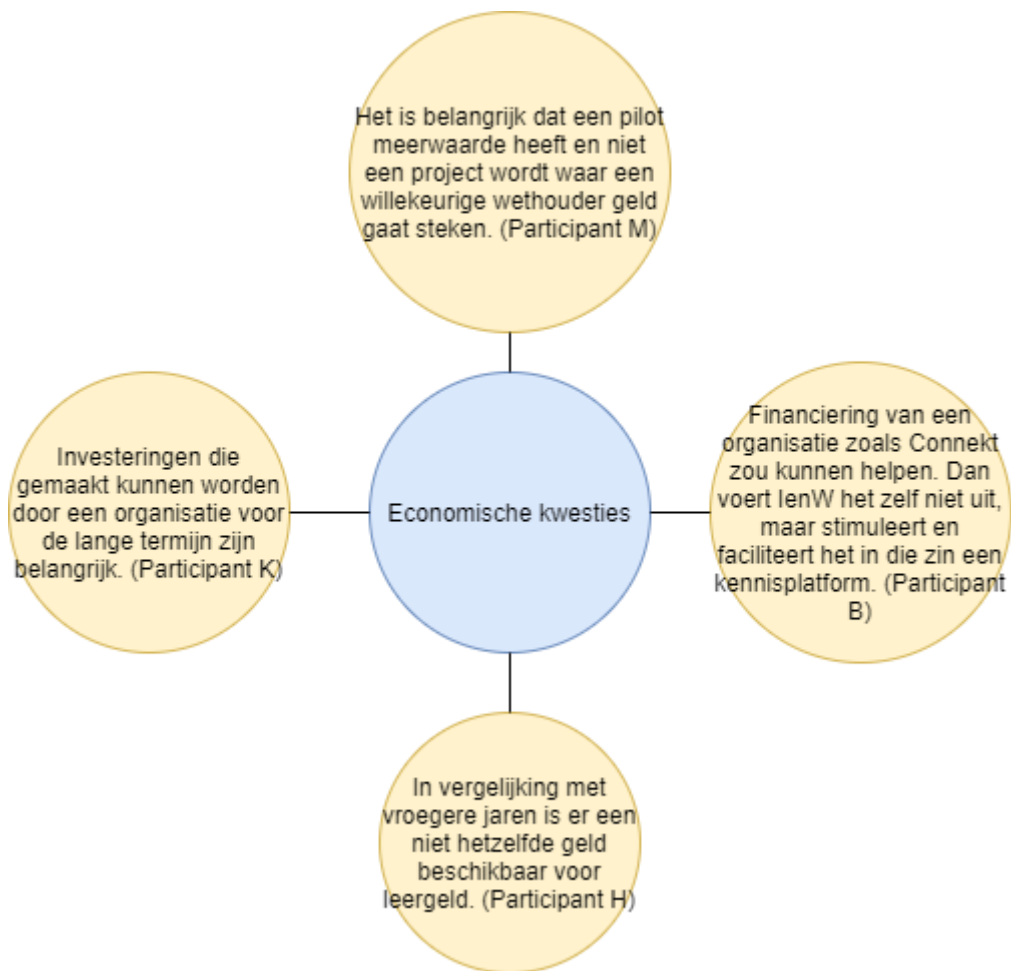 Het is belangrijk dat een pilot
meerwaarde heeft en niet
een project wordt waar een
willekeurige wethouder geld
gaat steken. (Participant M)
Investeringen die
gemaakt kunnen worden
door een organisatie voor
de lange termijn zijn
belangrijk. (Participant K)
Economische kwesties
Financiering van een
organisatie zoals Connekt
zou kunnen helpen. Dan
voert IenW het zelf niet uit,
maar stimuleert en
faciliteert het in die zin een
kennisplatform. (Participant
B)
In vergelijking met
vroegere jaren is er een
niet hetzelfde geld
beschikbaar voor
leergeld. (Participant H)